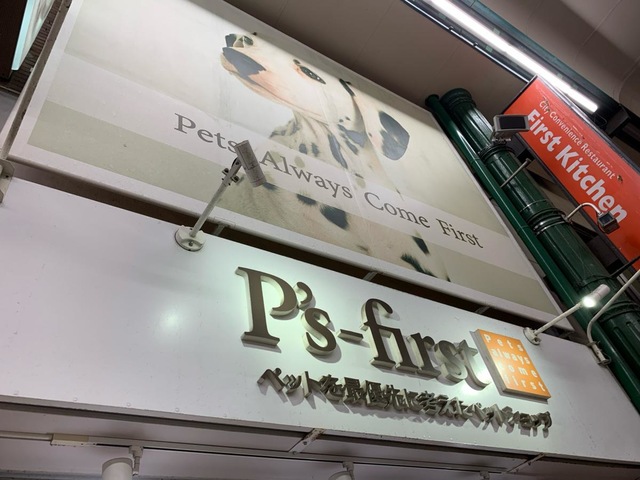 Pets Always Come First
City Convenience Restaurant
First Kitchen
P's-first
Pets
always
come
first
ペットを最優先に考えたペットショップ